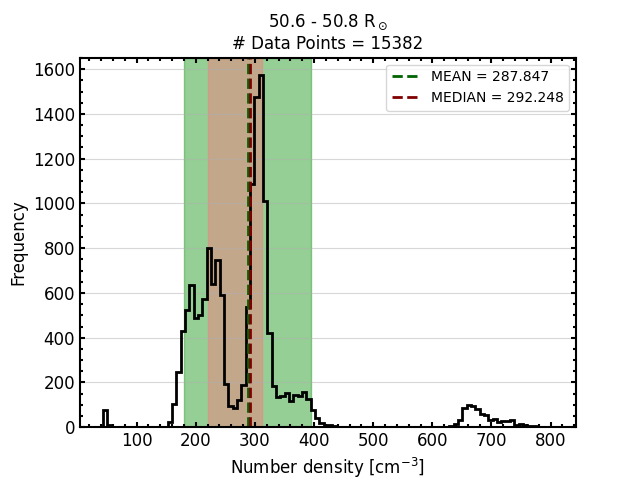 50.6 - 50.8 R⊙
# Data Points = 15382
MEAN = 287.847
MEDIAN = 292.248
Frequency
1600
1400
1200
1000
800
600
400
200
0
100 200 300 400 500 600 700 800
Number density [cm⁻³]